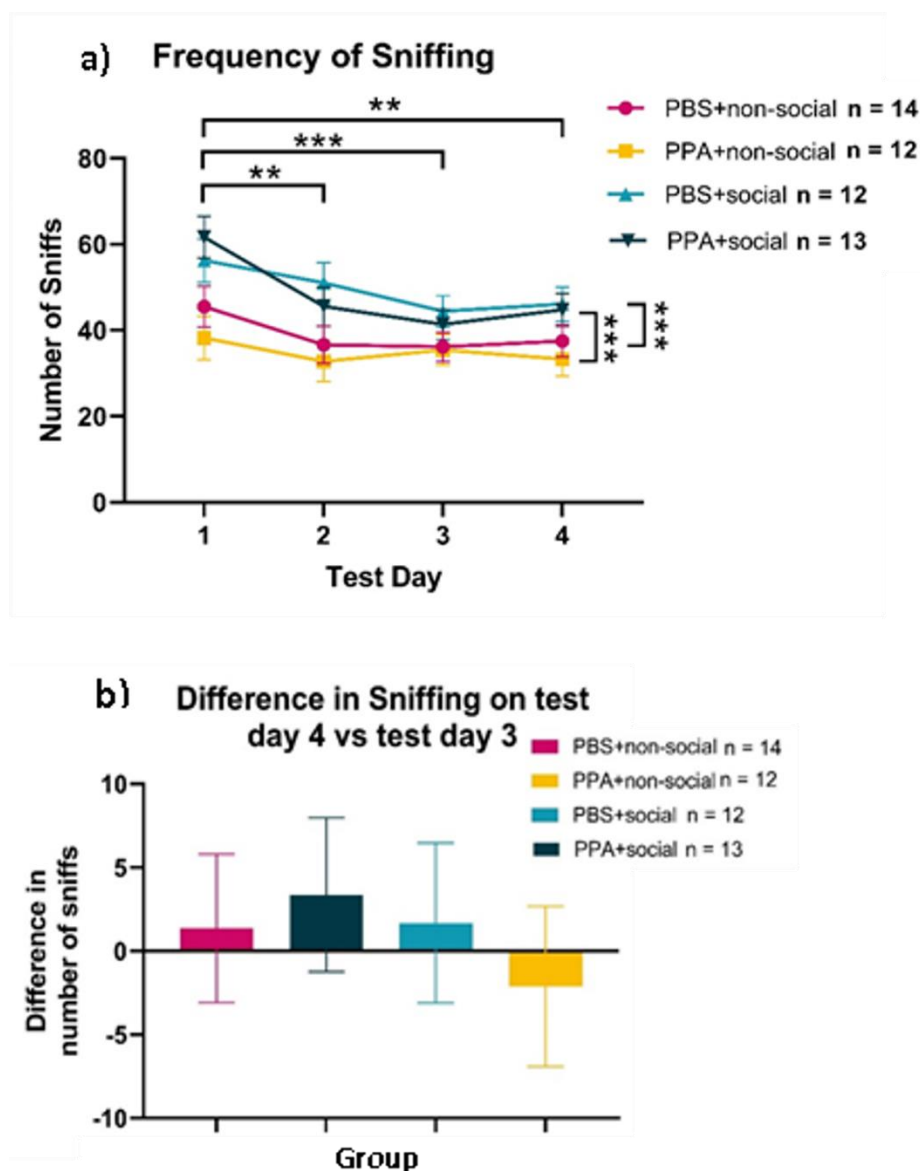 a) Frequency of Sniffing
PBS+non-social n = 14
PPA+non-social n = 12
PBS+social n = 12
PPA+social n = 13
**
***
**
80
60
40
20
0
*** ***
Number of Sniffs
1 2 3 4
Test Day
b) Difference in Sniffing on test
day 4 vs test day 3
PBS+non-social n = 14
PPA+non-social n = 12
PBS+social n = 12
PPA+social n = 13
10
5
0
-5
-10
Difference in
number of sniffs
Group